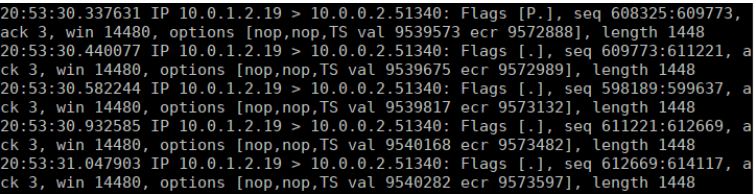 20:53:30.337631 IP 10.0.1.2.19 > 10.0.0.2.51340: Flags [P.], seq 608325:609773,
ack 3, win 14480, options [nop,nop,TS val 9539573 ecr 9572888], length 1448
20:53:30.440077 IP 10.0.1.2.19 > 10.0.0.2.51340: Flags [.], seq 609773:611221, a
ck 3, win 14480, options [nop,nop,TS val 9539675 ecr 9572989], length 1448
20:53:30.582244 IP 10.0.1.2.19 > 10.0.0.2.51340: Flags [.], seq 598189:599637, a
ck 3, win 14480, options [nop,nop,TS val 9539817 ecr 9573132], length 1448
20:53:30.932585 IP 10.0.1.2.19 > 10.0.0.2.51340: Flags [.], seq 611221:612669, a
ck 3, win 14480, options [nop,nop,TS val 9540168 ecr 9573482], length 1448
20:53:31.047903 IP 10.0.1.2.19 > 10.0.0.2.51340: Flags [.], seq 612669:614117, a
ck 3, win 14480, options [nop,nop,TS val 9540282 ecr 9573597], length 1448